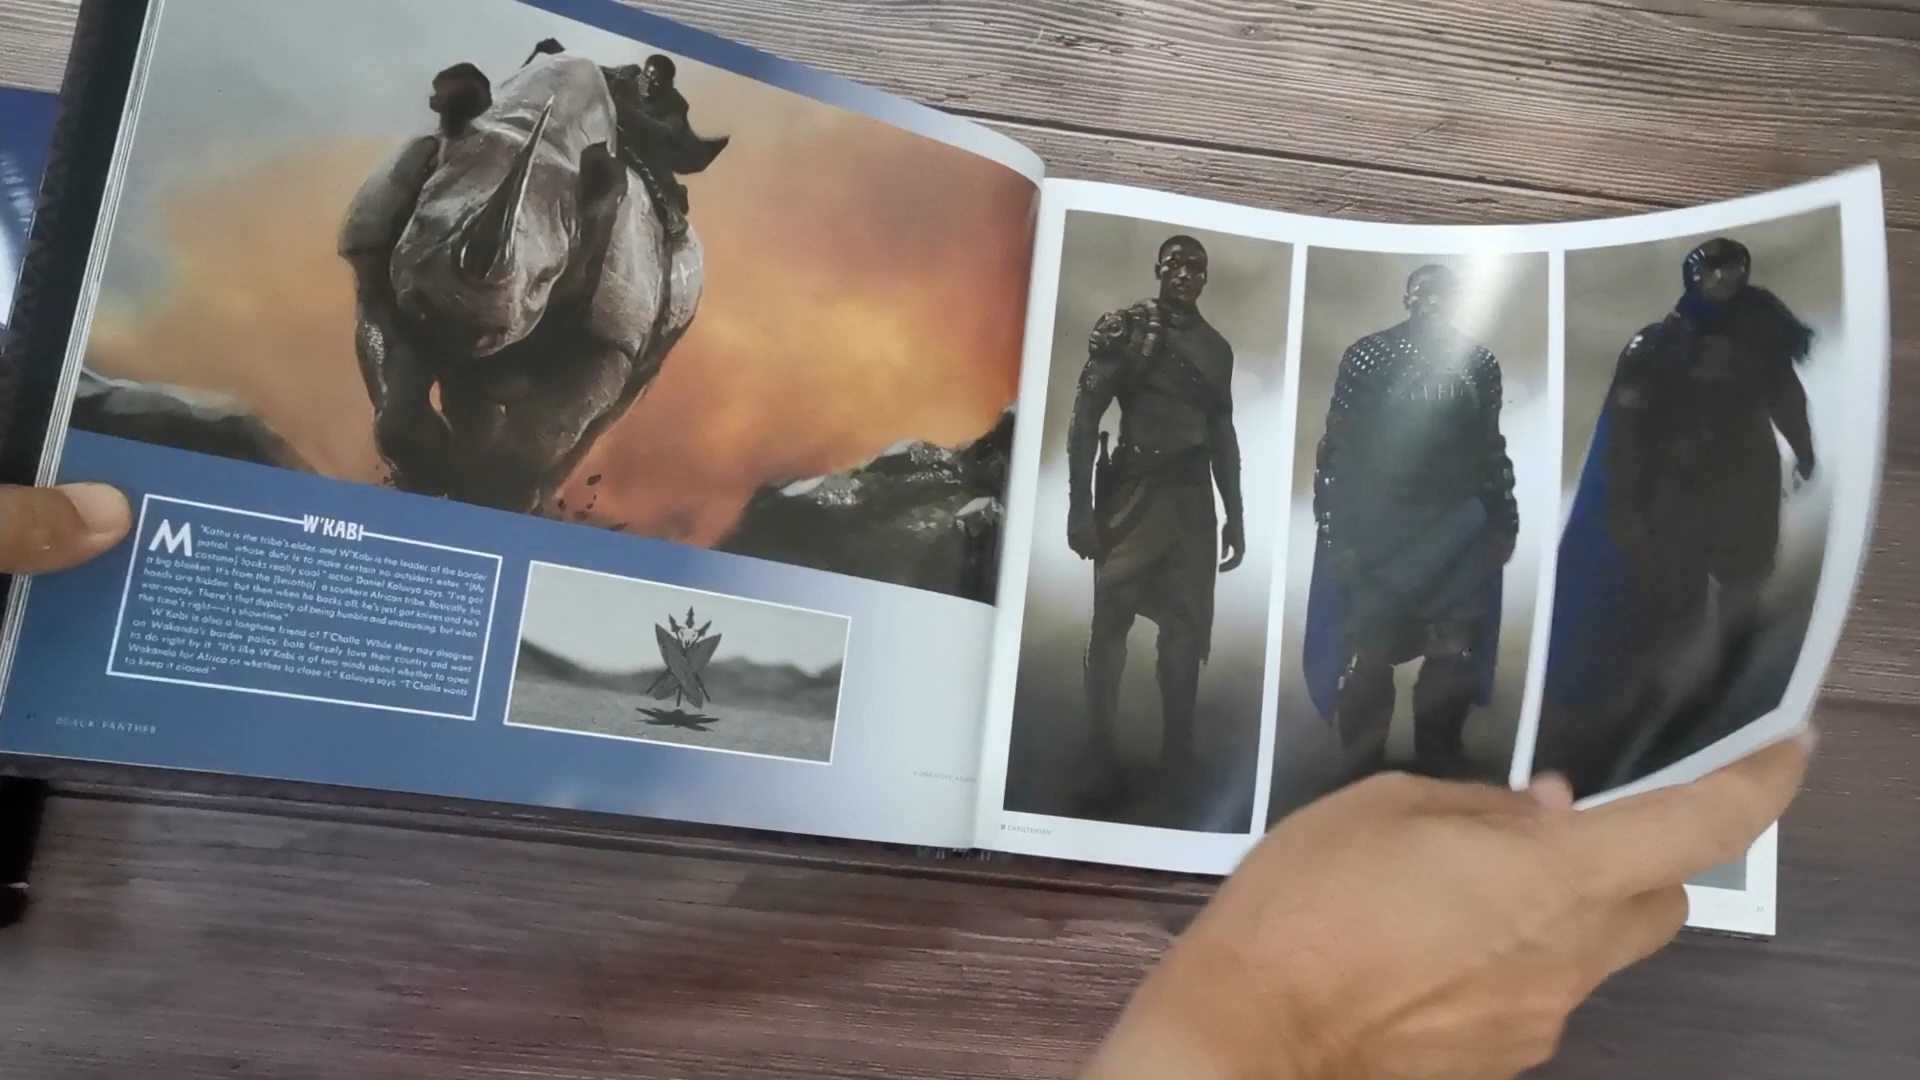 W'KABI
M'Kathu is the tribe's elder, and W'Kabi is the leader of the border
patrol, whose duty is to make certain no outsiders enter. "[My
costume] looks really cool," actor Daniel Kaluuya says. "I've got
a big blanket. It's from the [Lesotho], a southern African tribe. Basically, his
hands are hidden, but then when he backs off, he's just got knives and he's
war-ready. There's that duplicity of being humble and unassuming, but when
the time's right—it's showtime."
W'Kabi is also a longtime friend of T'Challa. While they may disagree
on Wakanda's border policy, both fiercely love their country and want
to do right by it. "It's like W'Kabi is of two minds about whether to open
Wakanda for Africa or whether to close it," Kaluuya says. "T'Challa wants
to keep it closed."
BLACK PANTHER
CHRISTENSEN